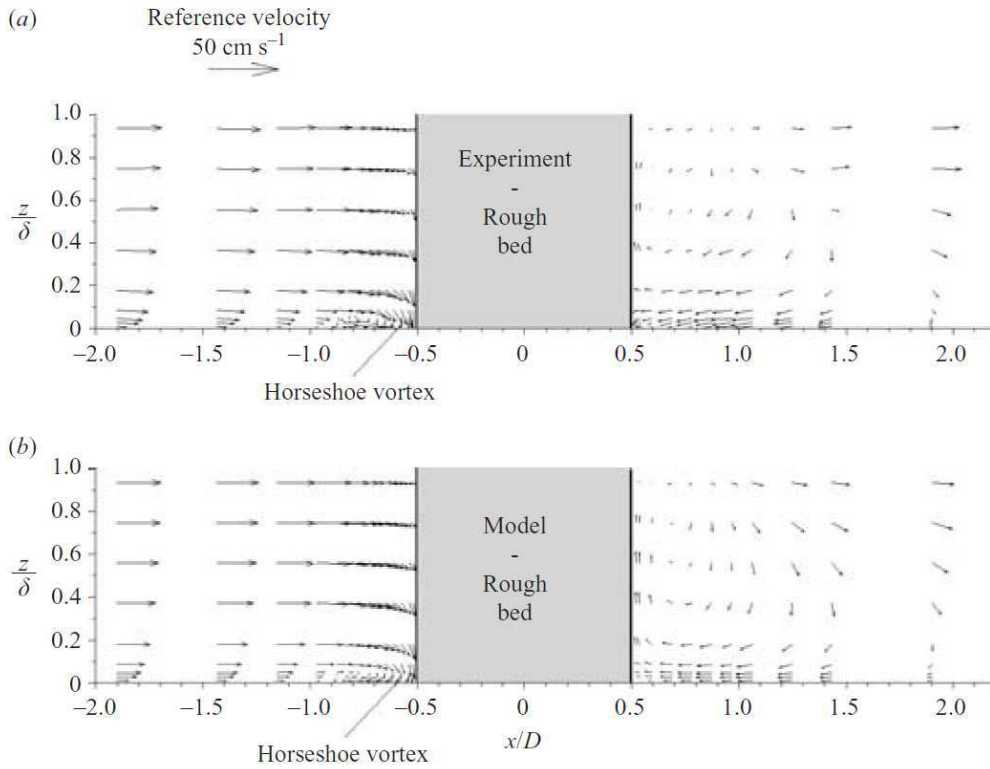 (a)
Reference velocity
50 cm s⁻¹
1.0
0.8
0.6
0.4
0.2
0
z
δ
Experiment
-
Rough
bed
–2.0 –1.5 –1.0 –0.5 0 0.5 1.0 1.5 2.0
Horseshoe vortex
(b)
1.0
0.8
0.6
0.4
0.2
0
z
δ
Model
-
Rough
bed
–2.0 –1.5 –1.0 –0.5 0 0.5 1.0 1.5 2.0
x/D
Horseshoe vortex